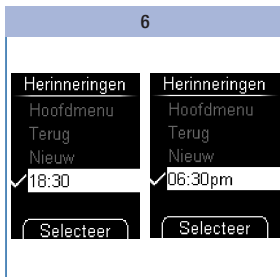 6
Herinneringen
Hoofdmenu
Terug
Nieuw
18:30
Selecteer
Herinneringen
Hoofdmenu
Terug
Nieuw
06:30pm
Selecteer